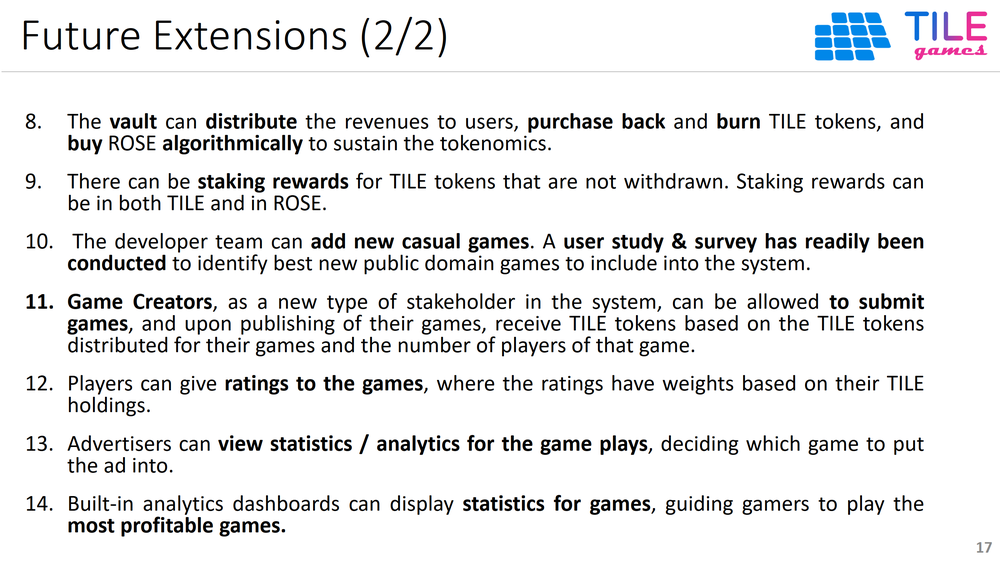 Future Extensions (2/2)
TILE
games
8. The vault can distribute the revenues to users, purchase back and burn TILE tokens, and
buy ROSE algorithmically to sustain the tokenomics.
9. There can be staking rewards for TILE tokens that are not withdrawn. Staking rewards can
be in both TILE and in ROSE.
10. The developer team can add new casual games. A user study & survey has readily been
conducted to identify best new public domain games to include into the system.
11. Game Creators, as a new type of stakeholder in the system, can be allowed to submit
games, and upon publishing of their games, receive TILE tokens based on the TILE tokens
distributed for their games and the number of players of that game.
12. Players can give ratings to the games, where the ratings have weights based on their TILE
holdings.
13. Advertisers can view statistics / analytics for the game plays, deciding which game to put
the ad into.
14. Built-in analytics dashboards can display statistics for games, guiding gamers to play the
most profitable games.
17